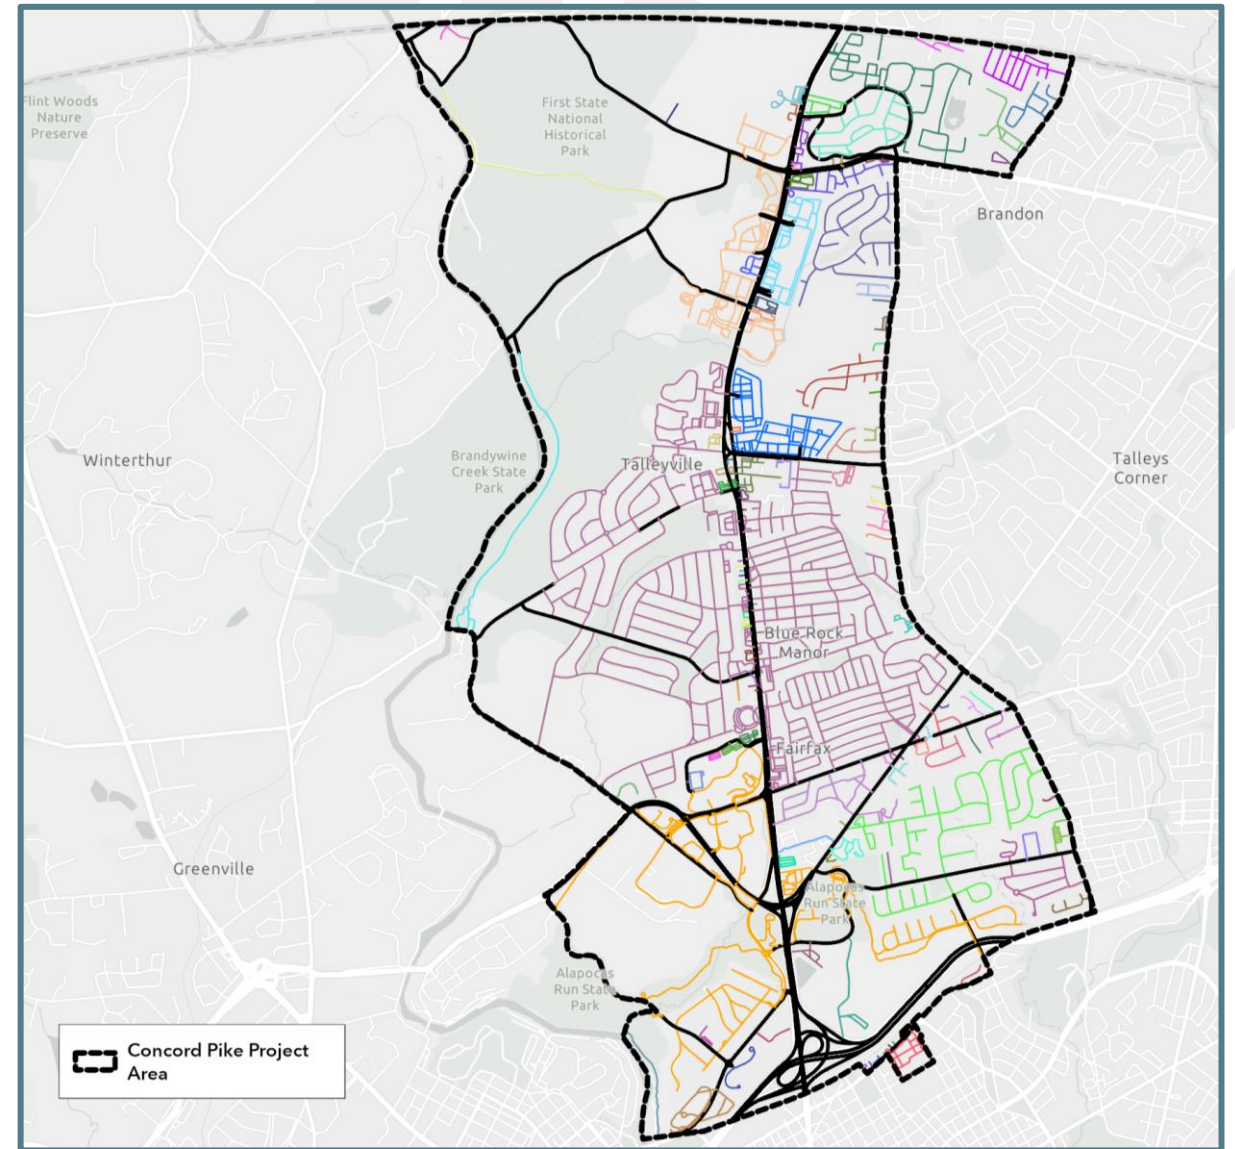 Flint Woods
Nature
Preserve
First State
National
Historical
Park
Brandon
Winterthur
Brandywine
Creek State
Park
Talleyville
Talleys
Corner
Blue Rock
Manor
Fairfax
Greenville
Alapocas
Run State
Park
Alapocas
Run State
Park
Concord Pike Project
Area